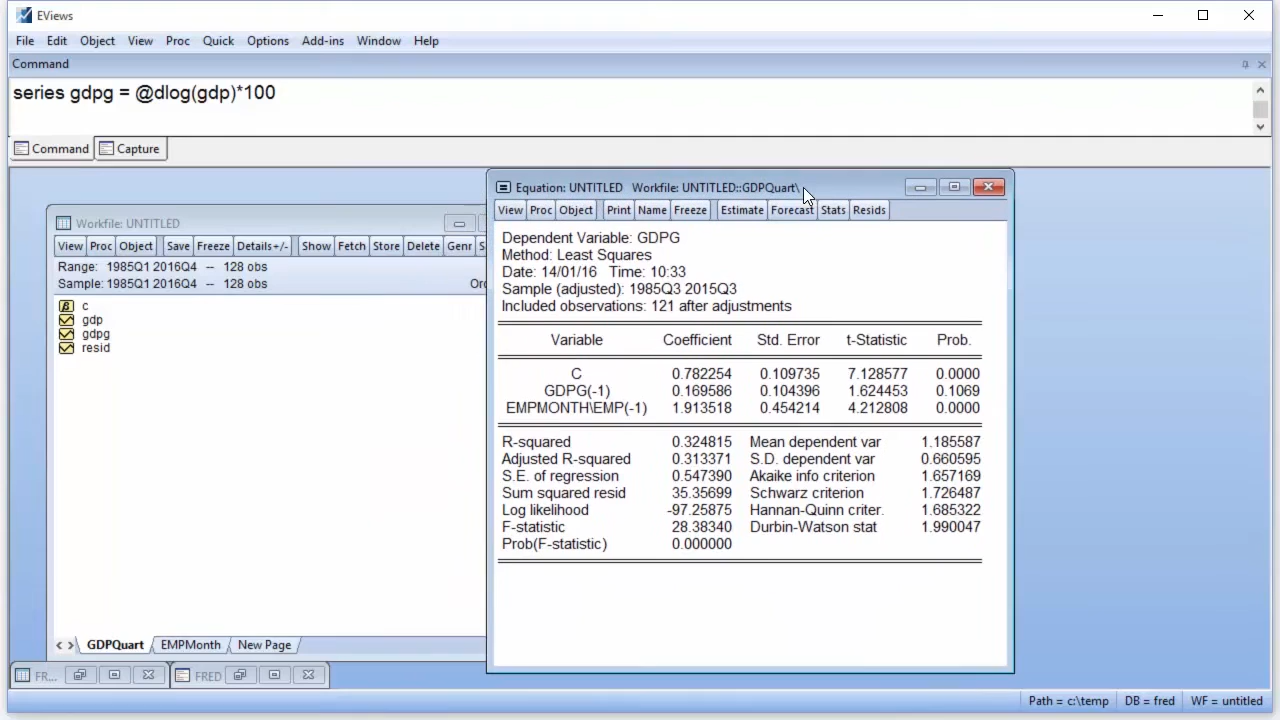 EViews
File Edit Object View Proc Quick Options Add-ins Window Help
Command
series gdpg = @dlog(gdp)*100
Command Capture
Workfile: UNTITLED
View Proc Object Save Freeze Details+/- Show Fetch Store Delete Genr S
Range: 1985Q1 2016Q4 -- 128 obs
Sample: 1985Q1 2016Q4 -- 128 obs Ord
c
gdp
gdpg
resid
GDPQuart EMPMonth New Page
Equation: UNTITLED Workfile: UNTITLED::GDPQuart\
View Proc Object Print Name Freeze Estimate Forecast Stats Resids
Dependent Variable: GDPG
Method: Least Squares
Date: 14/01/16 Time: 10:33
Sample (adjusted): 1985Q3 2015Q3
Included observations: 121 after adjustments
Variable Coefficient Std. Error t-Statistic Prob.
C 0.782254 0.109735 7.128577 0.0000
GDPG(-1) 0.169586 0.104396 1.624453 0.1069
EMPMONTH\EMP(-1) 1.913518 0.454214 4.212808 0.0000
R-squared 0.324815 Mean dependent var 1.185587
Adjusted R-squared 0.313371 S.D. dependent var 0.660595
S.E. of regression 0.547390 Akaike info criterion 1.657169
Sum squared resid 35.35699 Schwarz criterion 1.726487
Log likelihood -97.25875 Hannan-Quinn criter. 1.685322
F-statistic 28.38340 Durbin-Watson stat 1.990047
Prob(F-statistic) 0.000000
FR... FRED
Path = c:\temp DB = fred WF = untitled